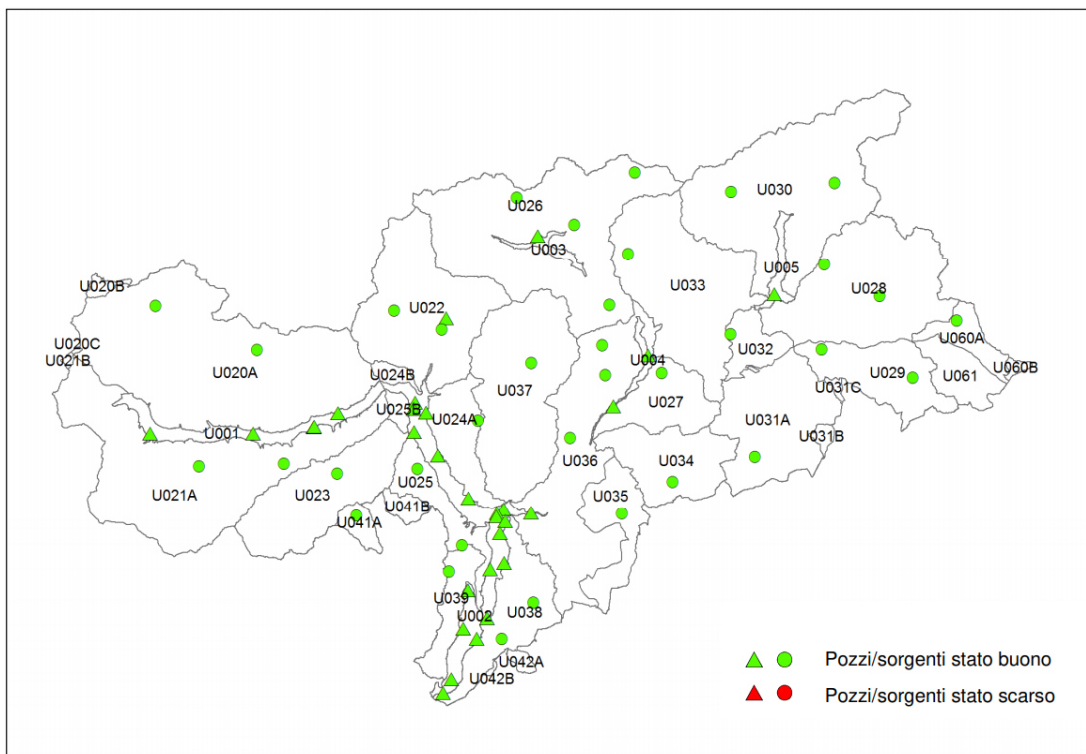 U030
U026
U003
U005
U033
U028
U020B
U022
U060A
U032
U020C
U021B
U020A
U024B
U004
U060B
U029
U061
U037
U031C
U027
U025B
U024A
U031A
U001
U031B
U036
U034
U025
U021A
U023
U035
U041B
U041A
U039
U038
U002
U042A
U042B
Pozzi/sorgenti stato buono
Pozzi/sorgenti stato scarso